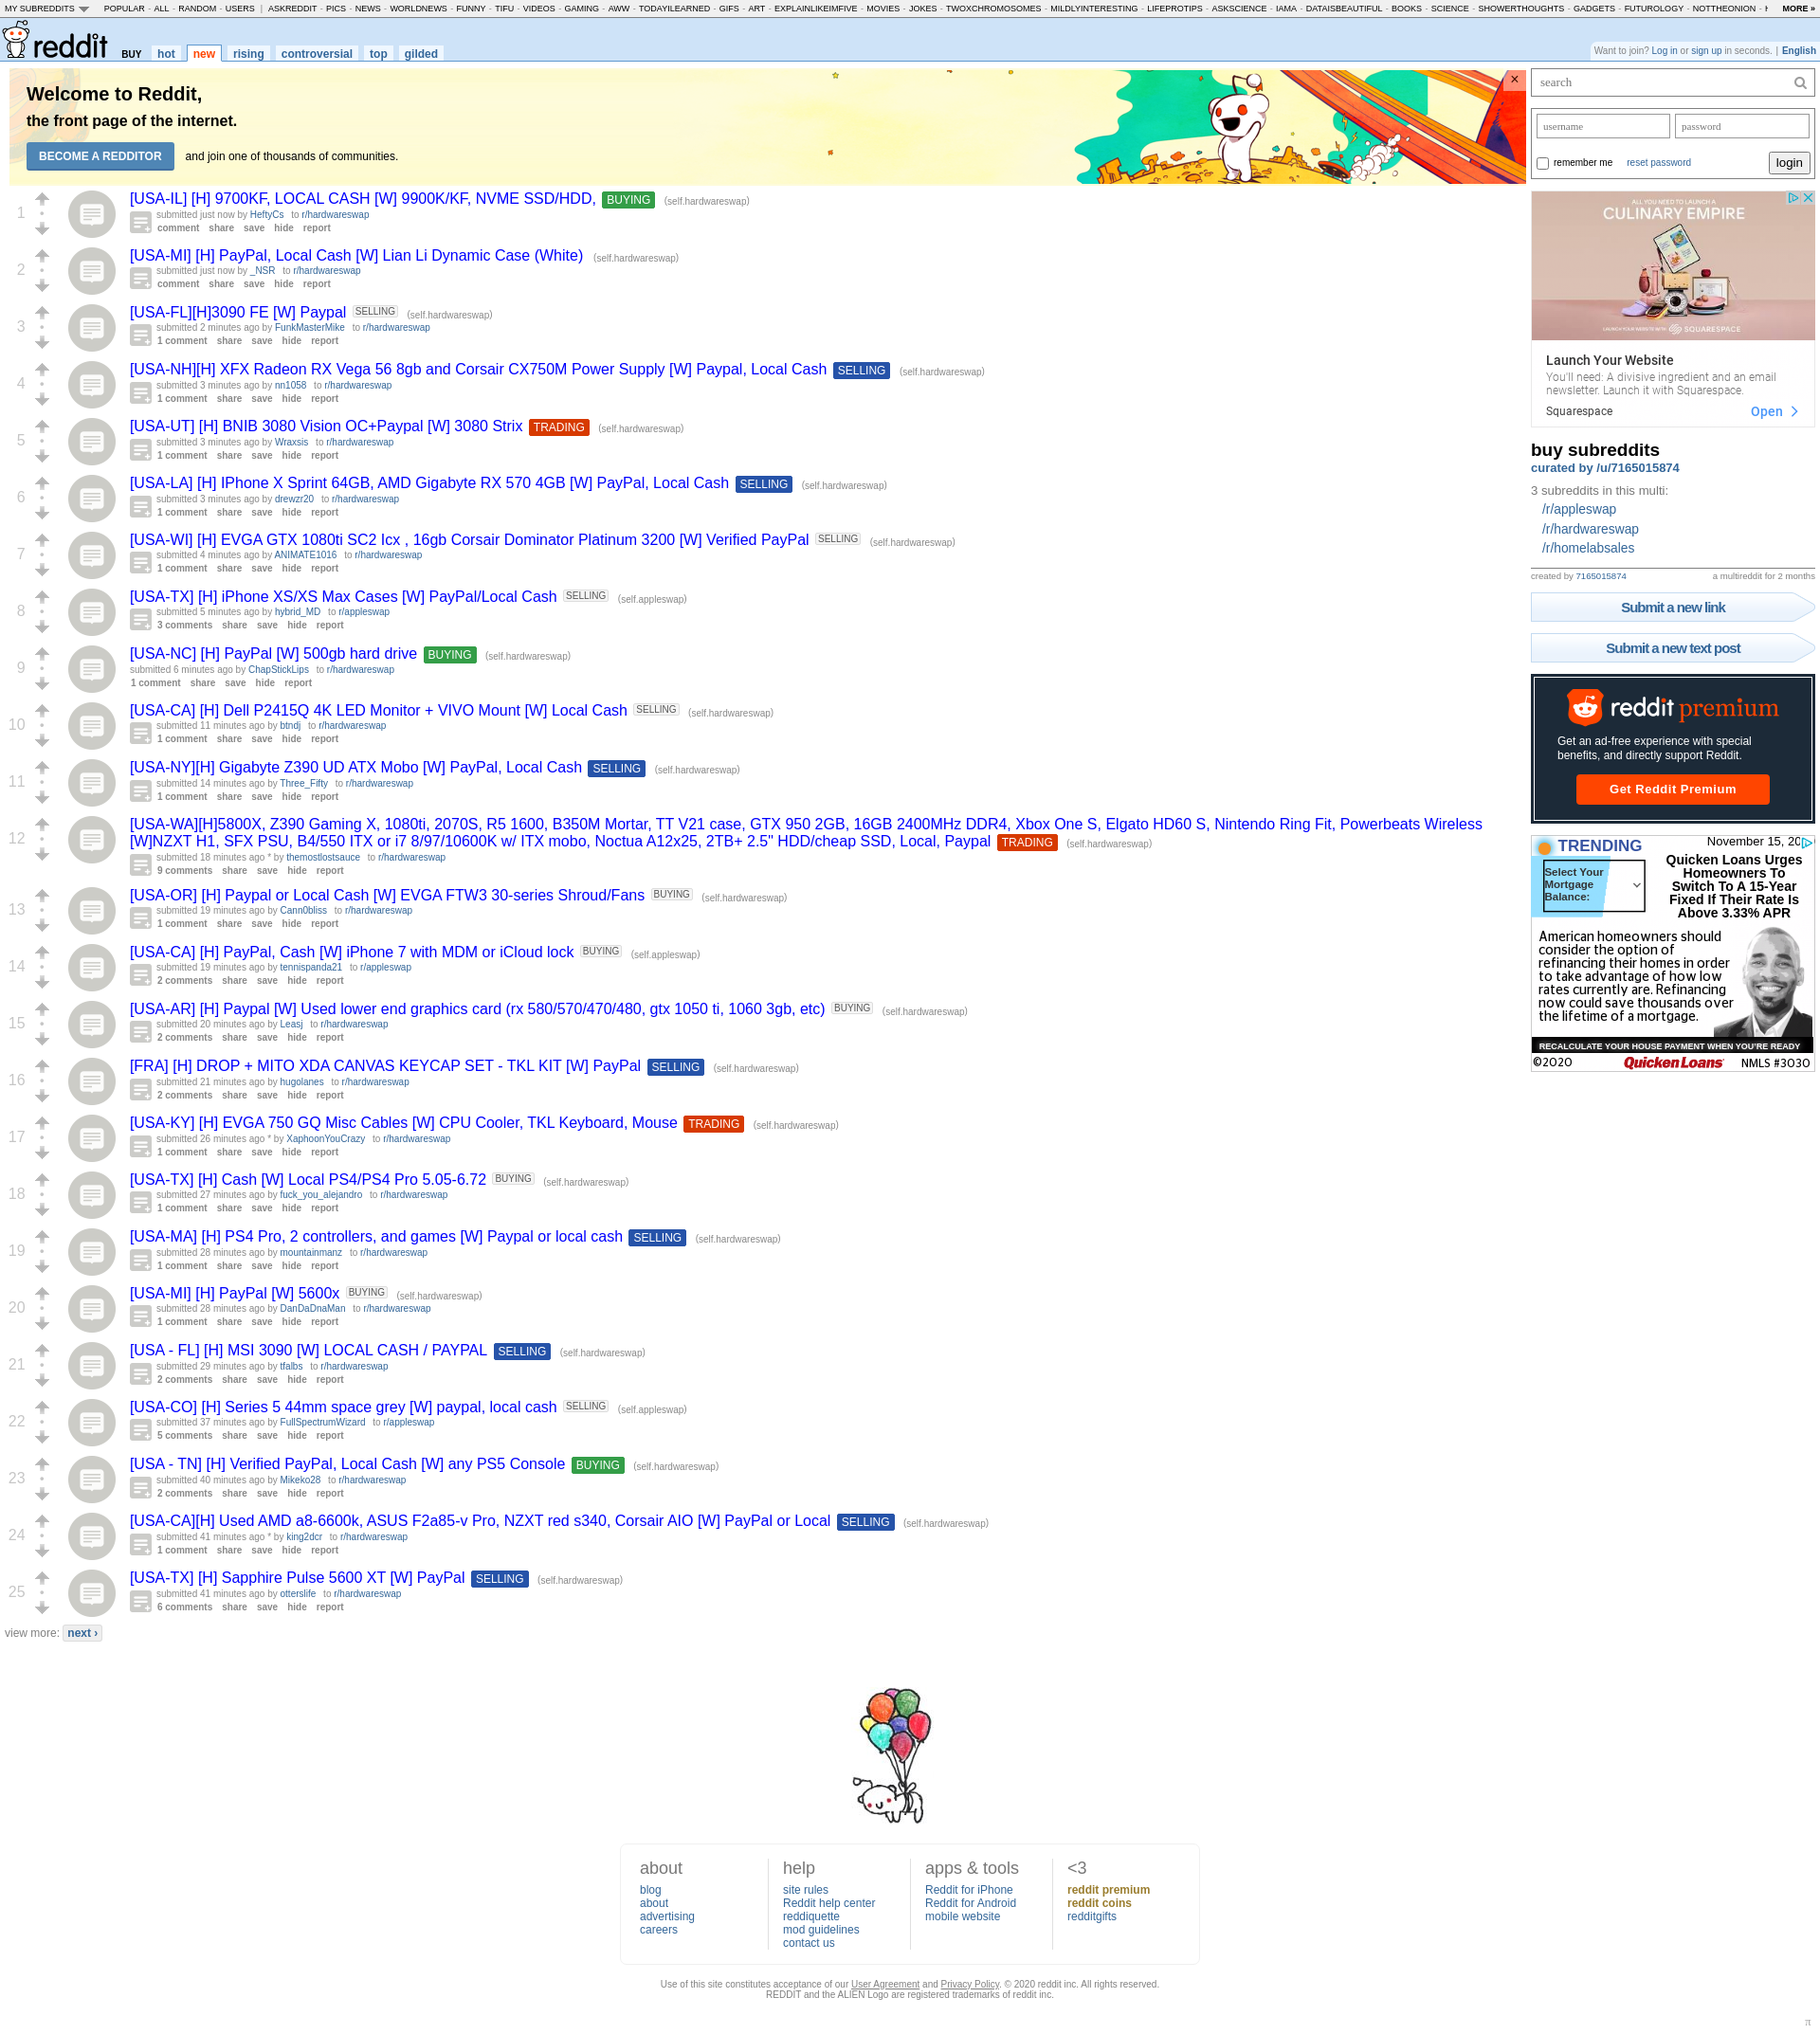 MY SUBREDDITS POPULAR - ALL - RANDOM - USERS | ASKREDDIT - PICS - NEWS - WORLDNEWS - FUNNY - TIFU - VIDEOS - GAMING - AWW - TODAYILEARNED - GIFS - ART - EXPLAINLIKEIMFIVE - MOVIES - JOKES - TWOXCHROMOSOMES - MILDLYINTERESTING - LIFEPROTIPS - ASKSCIENCE - IAMA - DATAISBEAUTIFUL - BOOKS - SCIENCE - SHOWERTHOUGHTS - GADGETS - FUTUROLOGY - NOTTHEONION - MORE »
reddit BUY hot new rising controversial top gilded
Want to join? Log in or sign up in seconds. | English
Welcome to Reddit,
the front page of the internet.
BECOME A REDDITOR and join one of thousands of communities.
×
1
[USA-IL] [H] 9700KF, LOCAL CASH [W] 9900K/KF, NVME SSD/HDD, BUYING (self.hardwareswap)
submitted just now by HeftyCs to r/hardwareswap
comment share save hide report
2
[USA-MI] [H] PayPal, Local Cash [W] Lian Li Dynamic Case (White) (self.hardwareswap)
submitted just now by _NSR to r/hardwareswap
comment share save hide report
3
[USA-FL][H]3090 FE [W] Paypal SELLING (self.hardwareswap)
submitted 2 minutes ago by FunkMasterMike to r/hardwareswap
1 comment share save hide report
4
[USA-NH][H] XFX Radeon RX Vega 56 8gb and Corsair CX750M Power Supply [W] Paypal, Local Cash SELLING (self.hardwareswap)
submitted 3 minutes ago by nn1058 to r/hardwareswap
1 comment share save hide report
5
[USA-UT] [H] BNIB 3080 Vision OC+Paypal [W] 3080 Strix TRADING (self.hardwareswap)
submitted 3 minutes ago by Wraxsis to r/hardwareswap
1 comment share save hide report
6
[USA-LA] [H] IPhone X Sprint 64GB, AMD Gigabyte RX 570 4GB [W] PayPal, Local Cash SELLING (self.hardwareswap)
submitted 3 minutes ago by drewzr20 to r/hardwareswap
1 comment share save hide report
7
[USA-WI] [H] EVGA GTX 1080ti SC2 Icx , 16gb Corsair Dominator Platinum 3200 [W] Verified PayPal SELLING (self.hardwareswap)
submitted 4 minutes ago by ANIMATE1016 to r/hardwareswap
1 comment share save hide report
8
[USA-TX] [H] iPhone XS/XS Max Cases [W] PayPal/Local Cash SELLING (self.appleswap)
submitted 5 minutes ago by hybrid_MD to r/appleswap
3 comments share save hide report
9
[USA-NC] [H] PayPal [W] 500gb hard drive BUYING (self.hardwareswap)
submitted 6 minutes ago by ChapStickLips to r/hardwareswap
1 comment share save hide report
10
[USA-CA] [H] Dell P2415Q 4K LED Monitor + VIVO Mount [W] Local Cash SELLING (self.hardwareswap)
submitted 11 minutes ago by btndj to r/hardwareswap
1 comment share save hide report
11
[USA-NY][H] Gigabyte Z390 UD ATX Mobo [W] PayPal, Local Cash SELLING (self.hardwareswap)
submitted 14 minutes ago by Three_Fifty to r/hardwareswap
1 comment share save hide report
12
[USA-WA][H]5800X, Z390 Gaming X, 1080ti, 2070S, R5 1600, B350M Mortar, TT V21 case, GTX 950 2GB, 16GB 2400MHz DDR4, Xbox One S, Elgato HD60 S, Nintendo Ring Fit, Powerbeats Wireless
[W]NZXT H1, SFX PSU, B4/550 ITX or i7 8/97/10600K w/ ITX mobo, Noctua A12x25, 2TB+ 2.5" HDD/cheap SSD, Local, Paypal TRADING (self.hardwareswap)
submitted 18 minutes ago * by themostlostsauce to r/hardwareswap
9 comments share save hide report
13
[USA-OR] [H] Paypal or Local Cash [W] EVGA FTW3 30-series Shroud/Fans BUYING (self.hardwareswap)
submitted 19 minutes ago by Cann0bliss to r/hardwareswap
1 comment share save hide report
14
[USA-CA] [H] PayPal, Cash [W] iPhone 7 with MDM or iCloud lock BUYING (self.appleswap)
submitted 19 minutes ago by tennispanda21 to r/appleswap
2 comments share save hide report
15
[USA-AR] [H] Paypal [W] Used lower end graphics card (rx 580/570/470/480, gtx 1050 ti, 1060 3gb, etc) BUYING (self.hardwareswap)
submitted 20 minutes ago by Leasj to r/hardwareswap
2 comments share save hide report
16
[FRA] [H] DROP + MITO XDA CANVAS KEYCAP SET - TKL KIT [W] PayPal SELLING (self.hardwareswap)
submitted 21 minutes ago by hugolanes to r/hardwareswap
2 comments share save hide report
17
[USA-KY] [H] EVGA 750 GQ Misc Cables [W] CPU Cooler, TKL Keyboard, Mouse TRADING (self.hardwareswap)
submitted 26 minutes ago * by XaphoonYouCrazy to r/hardwareswap
1 comment share save hide report
18
[USA-TX] [H] Cash [W] Local PS4/PS4 Pro 5.05-6.72 BUYING (self.hardwareswap)
submitted 27 minutes ago by fuck_you_alejandro to r/hardwareswap
1 comment share save hide report
19
[USA-MA] [H] PS4 Pro, 2 controllers, and games [W] Paypal or local cash SELLING (self.hardwareswap)
submitted 28 minutes ago by mountainmanz to r/hardwareswap
1 comment share save hide report
20
[USA-MI] [H] PayPal [W] 5600x BUYING (self.hardwareswap)
submitted 28 minutes ago by DanDaDnaMan to r/hardwareswap
1 comment share save hide report
21
[USA - FL] [H] MSI 3090 [W] LOCAL CASH / PAYPAL SELLING (self.hardwareswap)
submitted 29 minutes ago by tfalbs to r/hardwareswap
2 comments share save hide report
22
[USA-CO] [H] Series 5 44mm space grey [W] paypal, local cash SELLING (self.appleswap)
submitted 37 minutes ago by FullSpectrumWizard to r/appleswap
5 comments share save hide report
23
[USA - TN] [H] Verified PayPal, Local Cash [W] any PS5 Console BUYING (self.hardwareswap)
submitted 40 minutes ago by Mikeko28 to r/hardwareswap
2 comments share save hide report
24
[USA-CA][H] Used AMD a8-6600k, ASUS F2a85-v Pro, NZXT red s340, Corsair AIO [W] PayPal or Local SELLING (self.hardwareswap)
submitted 41 minutes ago * by king2dcr to r/hardwareswap
1 comment share save hide report
25
[USA-TX] [H] Sapphire Pulse 5600 XT [W] PayPal SELLING (self.hardwareswap)
submitted 41 minutes ago by otterslife to r/hardwareswap
6 comments share save hide report
view more: next ›
search
username password
remember me reset password login
ALL YOU NEED TO LAUNCH A
CULINARY EMPIRE
LAUNCH YOUR WEBSITE WITH SQUARESPACE
Launch Your Website
You'll need: A divisive ingredient and an email
newsletter. Launch it with Squarespace.
Squarespace Open
buy subreddits
curated by /u/7165015874
3 subreddits in this multi:
/r/appleswap
/r/hardwareswap
/r/homelabsales
created by 7165015874 a multireddit for 2 months
Submit a new link
Submit a new text post
reddit premium
Get an ad-free experience with special
benefits, and directly support Reddit.
Get Reddit Premium
TRENDING November 15, 20
Select Your
Mortgage
Balance:
Quicken Loans Urges
Homeowners To
Switch To A 15-Year
Fixed If Their Rate Is
Above 3.33% APR
American homeowners should
consider the option of
refinancing their homes in order
to take advantage of how low
rates currently are. Refinancing
now could save thousands over
the lifetime of a mortgage.
RECALCULATE YOUR HOUSE PAYMENT WHEN YOU'RE READY
©2020 Quicken Loans NMLS #3030
about
blog
about
advertising
careers
help
site rules
Reddit help center
reddiquette
mod guidelines
contact us
apps & tools
Reddit for iPhone
Reddit for Android
mobile website
<3
reddit premium
reddit coins
redditgifts
Use of this site constitutes acceptance of our User Agreement and Privacy Policy. © 2020 reddit inc. All rights reserved.
REDDIT and the ALIEN Logo are registered trademarks of reddit inc.
π